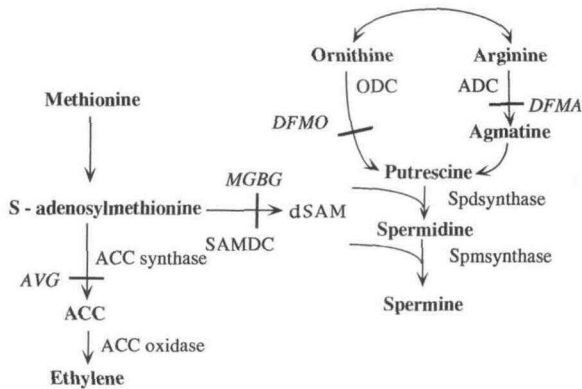 Ornithine Arginine
ODC ADC
Methionine
DFMO DFMA
Agmatine
MGBG Putrescine
Spdsynthase
S - adenosylmethionine dSAM
SAMDC Spermidine
ACC synthase Spmsynthase
AVG
ACC Spermine
ACC oxidase
Ethylene